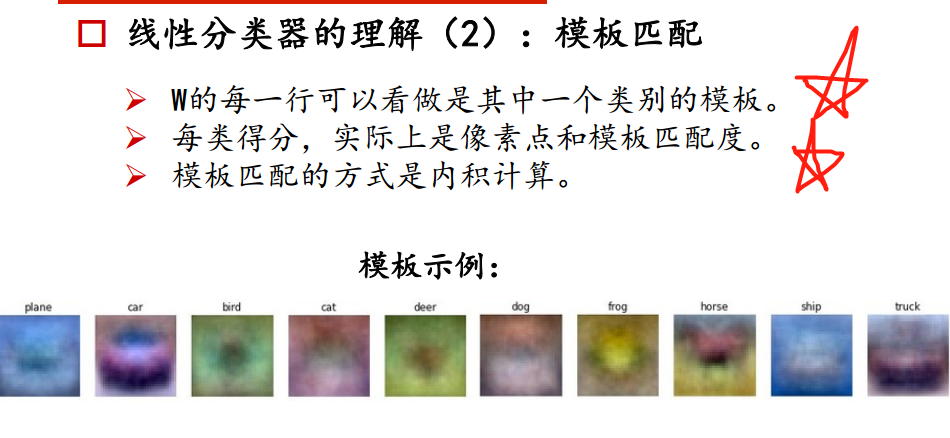 线性分类器的理解（2）：模板匹配
W的每一行可以看做是其中一个类别的模板。
每类得分，实际上是像素点和模板匹配度。
模板匹配的方式是内积计算。
模板示例：
plane car bird cat deer dog frog horse ship truck